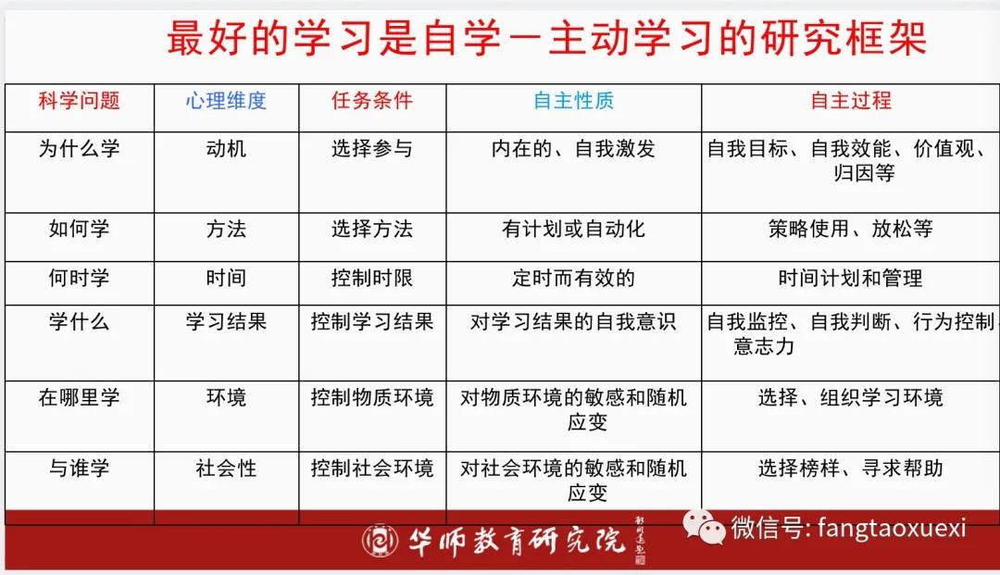 最好的学习是自学－主动学习的研究框架
科学问题 心理维度 任务条件 自主性质 自主过程
为什么学 动机 选择参与 内在的、自我激发 自我目标、自我效能、价值观、
归因等
如何学 方法 选择方法 有计划或自动化 策略使用、放松等
何时学 时间 控制时限 定时而有效的 时间计划和管理
学什么 学习结果 控制学习结果 对学习结果的自我意识 自我监控、自我判断、行为控制、
意志力
在哪里学 环境 控制物质环境 对物质环境的敏感和随机 选择、组织学习环境
应变
与谁学 社会性 控制社会环境 对社会环境的敏感和随机 选择榜样、寻求帮助
应变
华师教育研究院
微信号: fangtaoxuexi